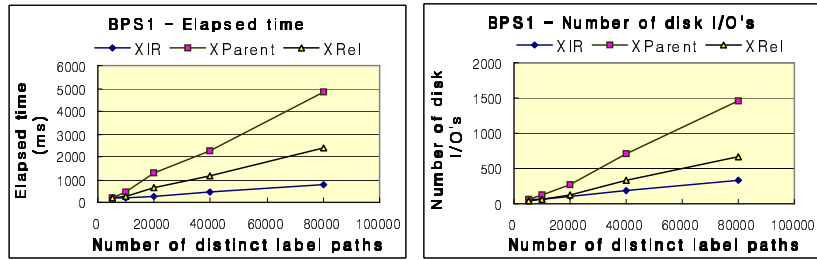 BPS1 - Elapsed time
XIR XParent XRel
6000
5000
4000
3000
2000
1000
0
Elapsed time
(ms)
0 20000 40000 60000 80000 100000
Number of distinct label paths
BPS1 - Number of disk I/O's
XIR XParent XRel
2000
1500
1000
500
0
Number of disk
I/O's
0 20000 40000 60000 80000 100000
Number of distinct label paths